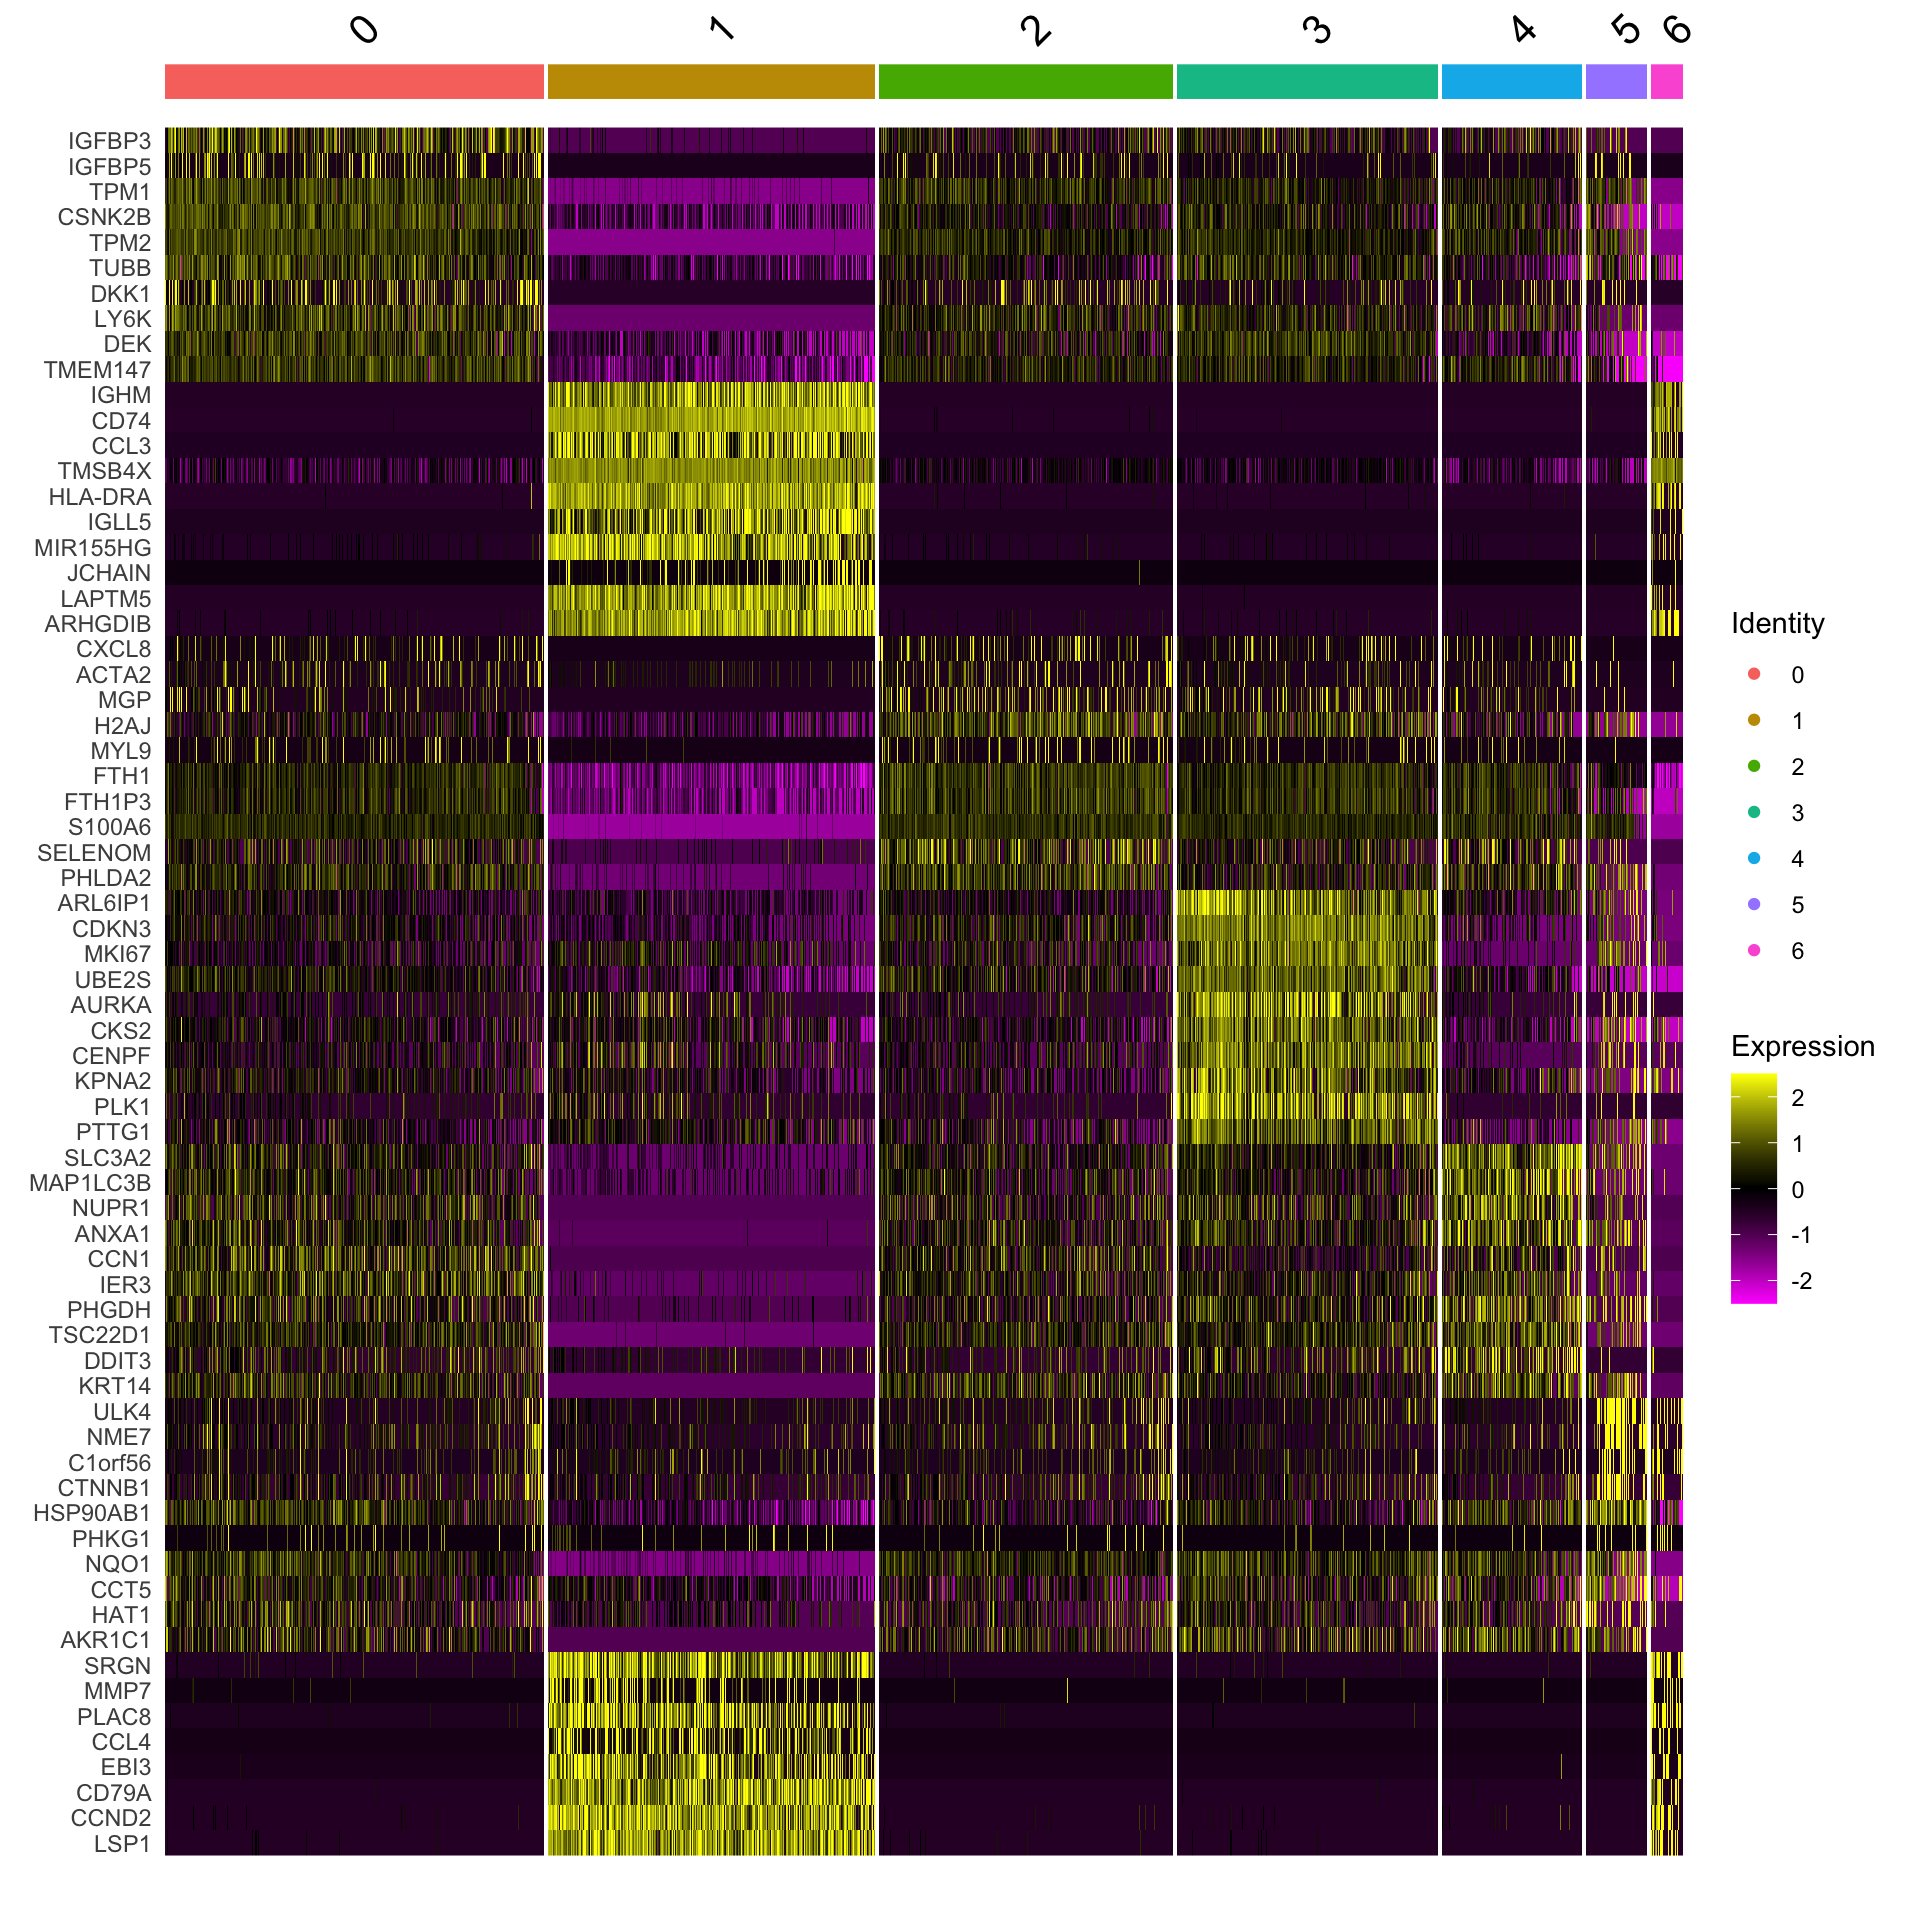 0 1 2 3 4 5 6
IGFBP3
IGFBP5
TPM1
CSNK2B
TPM2
TUBB
DKK1
LY6K
DEK
TMEM147
IGHM
CD74
CCL3
TMSB4X
HLA-DRA
IGLL5
MIR155HG
JCHAIN
LAPTM5
ARHGDIB
CXCL8
ACTA2
MGP
H2AJ
MYL9
FTH1
FTH1P3
S100A6
SELENOM
PHLDA2
ARL6IP1
CDKN3
MKI67
UBE2S
AURKA
CKS2
CENPF
KPNA2
PLK1
PTTG1
SLC3A2
MAP1LC3B
NUPR1
ANXA1
CCN1
IER3
PHGDH
TSC22D1
DDIT3
KRT14
ULK4
NME7
C1orf56
CTNNB1
HSP90AB1
PHKG1
NQO1
CCT5
HAT1
AKR1C1
SRGN
MMP7
PLAC8
CCL4
EBI3
CD79A
CCND2
LSP1
Identity
0
1
2
3
4
5
6
Expression
2
1
0
-1
-2